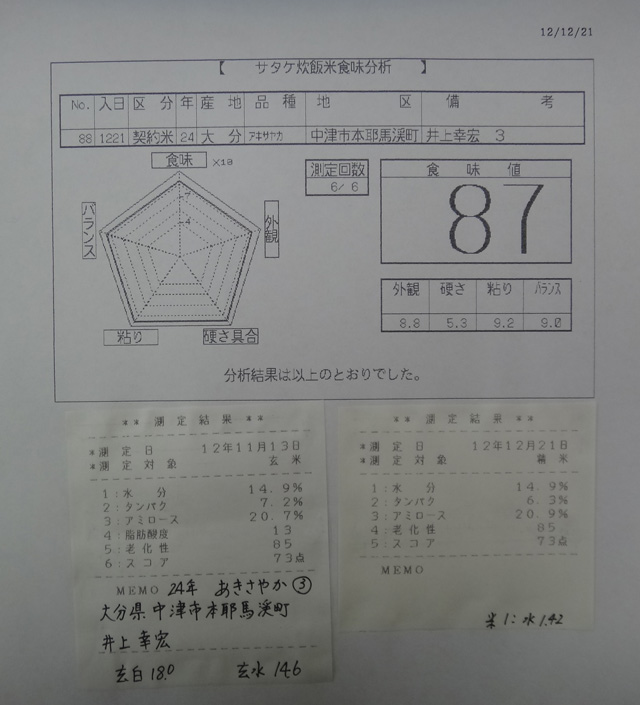 12/12/21
【 サタケ炊飯米食味分析 】
No. 入日 区分 年 産地 品種 地区 備考
88 1221 契約米 24 大分 アキサヤカ 中津市本耶馬渓町 井上幸宏 3
食味 ×10
7
4
外観
バランス
粘り
硬さ具合
測定回数
6/ 6
食味値
87
外観 硬さ 粘り バランス
8.8 5.3 9.2 9.0
分析結果は以上のとおりでした。
** 測定結果 **
*測定日 12年11月13日
*測定対象 玄米
1:水分 14.9%
2:タンパク 7.2%
3:アミロース 20.7%
4:脂肪酸度 13
5:老化性 85
6:スコア 73点
MEMO 24年 あきさやか ③
大分県中津市本耶馬渓町
井上幸宏
玄白18.0 玄水14.6
** 測定結果 **
*測定日 12年12月21日
*測定対象 精米
1:水分 14.9%
2:タンパク 6.3%
3:アミロース 20.9%
4:老化性 85
5:スコア 73点
MEMO
米1:水1.42